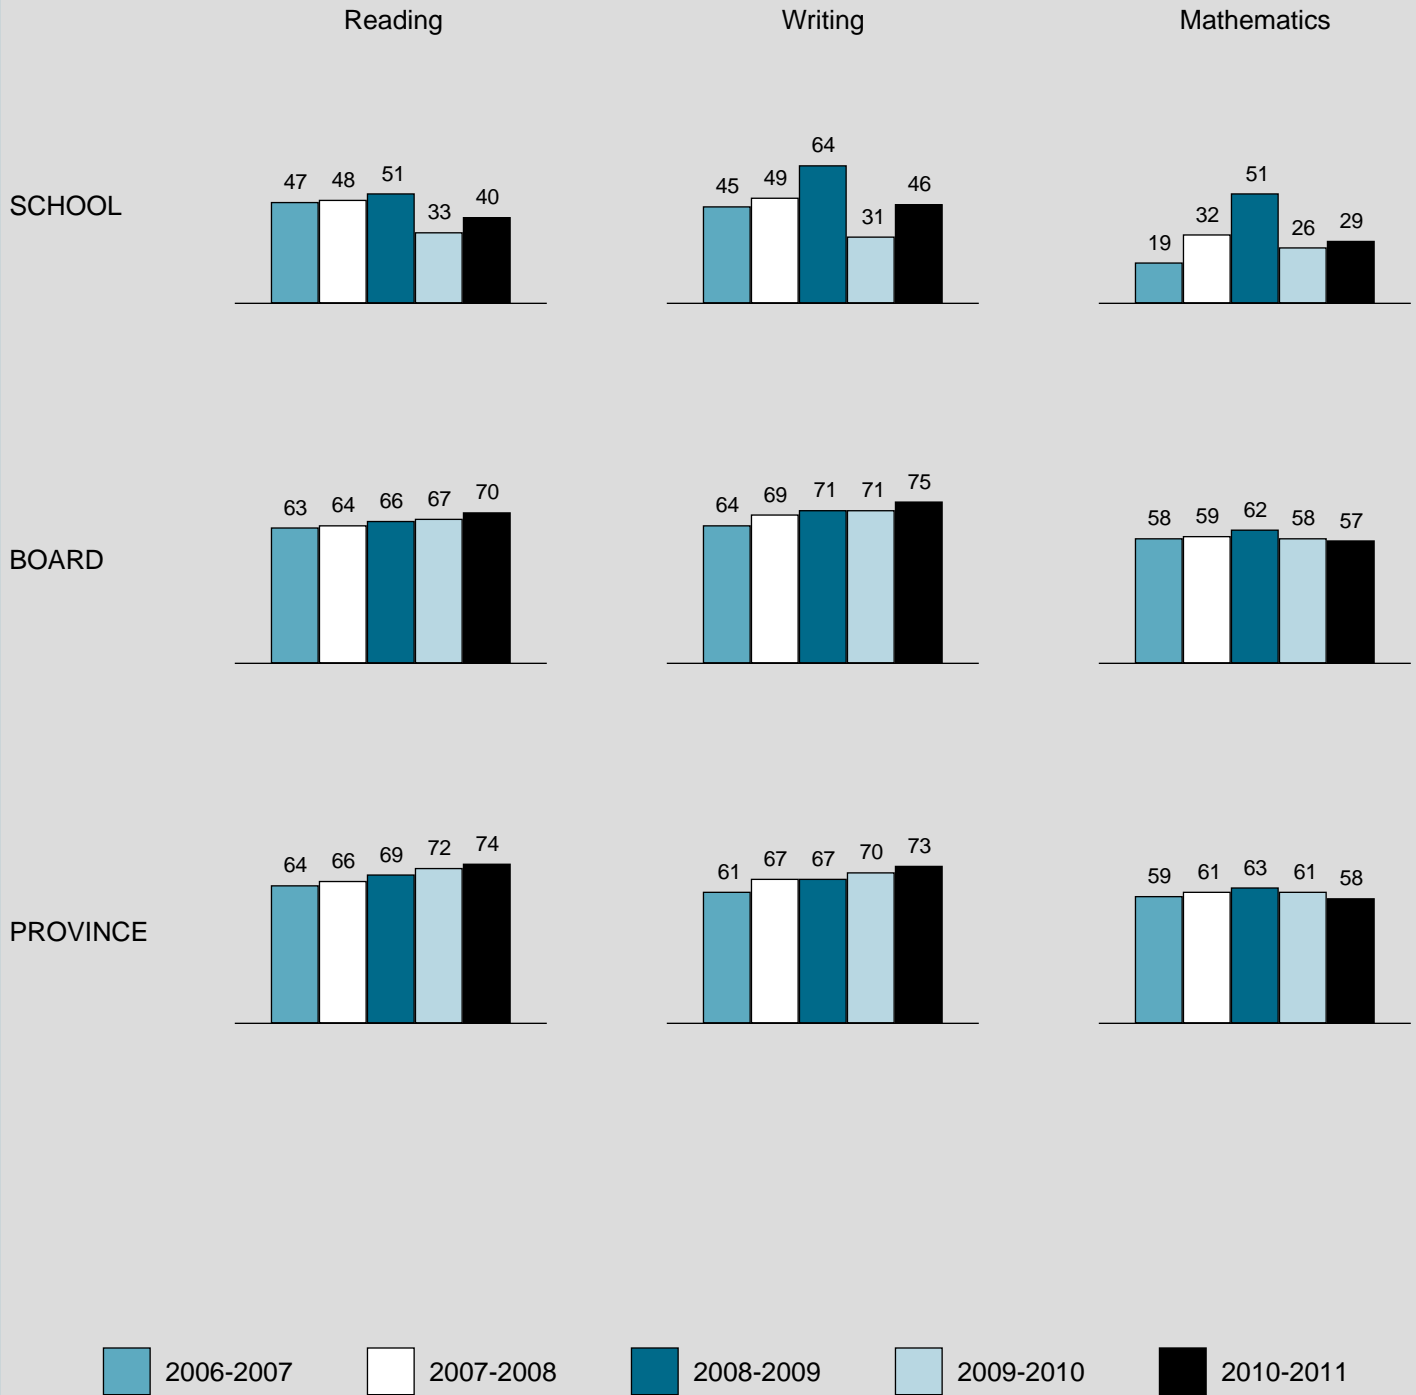 Reading Writing Mathematics
SCHOOL
47 48 51 33 40
45 49 64 31 46
19 32 51 26 29
BOARD
63 64 66 67 70
64 69 71 71 75
58 59 62 58 57
PROVINCE
64 66 69 72 74
61 67 67 70 73
59 61 63 61 58
2006-2007 2007-2008 2008-2009 2009-2010 2010-2011